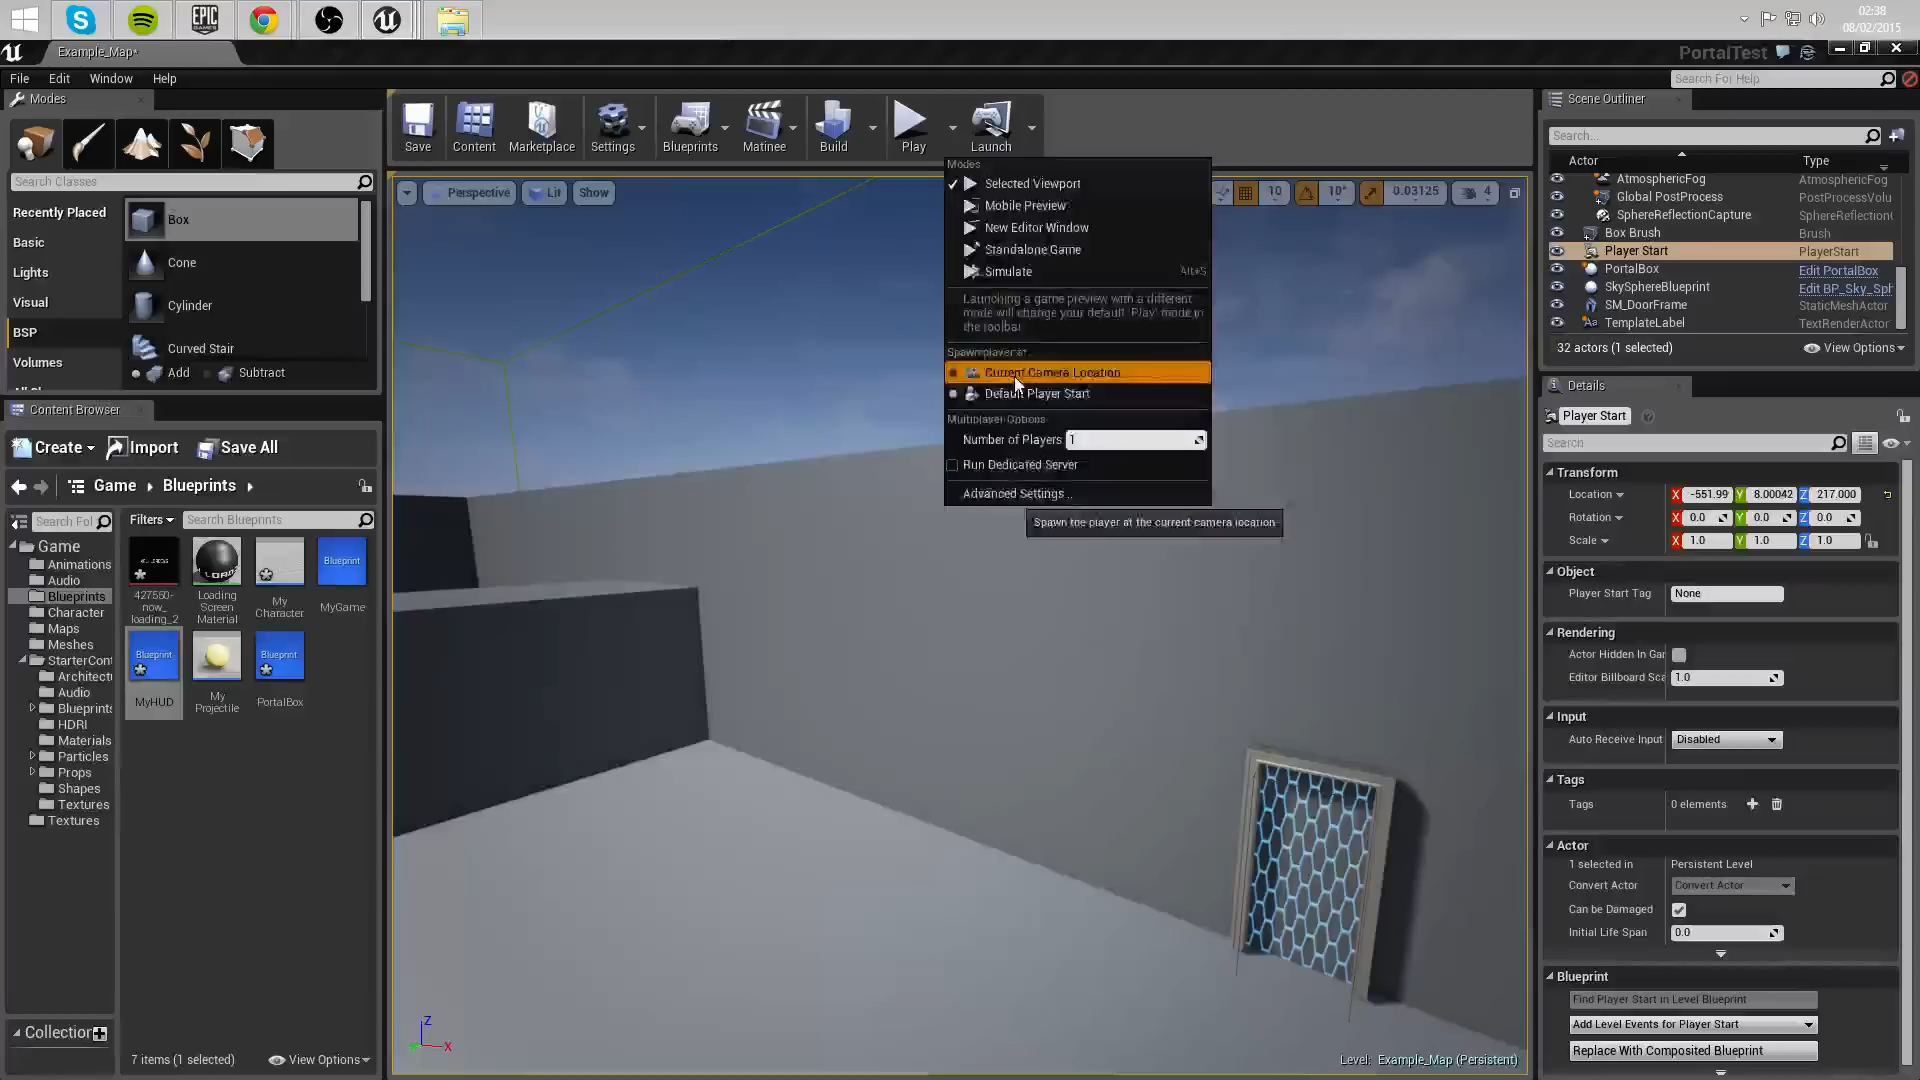 EPIC
GAMES
02:38
08/02/2015
Example_Map*
PortalTest
File Edit Window Help
Search For Help
Modes
Save Content Marketplace Settings Blueprints Matinee Build Play Launch
Search Classes
Recently Placed
Basic
Lights
Visual
BSP
Volumes
Box
Cone
Cylinder
Curved Stair
Add Subtract
Perspective Lit Show
10 10° 0.03125 4
Modes
Selected Viewport
Mobile Preview
New Editor Window
Standalone Game
Simulate Alt+S
Launching a game preview with a different
mode will change your default 'Play' mode in
the toolbar
Spawn player at
Current Camera Location
Default Player Start
Multiplayer Options
Number of Players 1
Run Dedicated Server
Advanced Settings...
Spawn the player at the current camera location
Content Browser
Create Import Save All
Game Blueprints
Search Fol
Filters Search Blueprints
Game
Animations
Audio
Blueprints
Character
Maps
Meshes
StarterCont
Architectu
Audio
Blueprints
HDRI
Materials
Particles
Props
Shapes
Textures
Textures
427550-
now_
loading_2
Loading
Screen
Material
My
Character
Blueprint
MyGame
Blueprint
MyHUD
My
Projectile
Blueprint
PortalBox
Collection
7 items (1 selected) View Options
Z
X
Level: Example_Map (Persistent)
Scene Outliner
Search...
Actor Type
AtmosphericFog AtmosphericFog
Global PostProcess PostProcessVolu
SphereReflectionCapture SphereReflection
Box Brush Brush
Player Start PlayerStart
PortalBox Edit PortalBox
SkySphereBlueprint Edit BP_Sky_Sph
SM_DoorFrame StaticMeshActor
TemplateLabel TextRenderActor
32 actors (1 selected) View Options
Details
Player Start
Search
Transform
Location X -551.99 Y 8.00042 Z 217.000
Rotation X 0.0 Y 0.0 Z 0.0
Scale X 1.0 Y 1.0 Z 1.0
Object
Player Start Tag None
Rendering
Actor Hidden In Gar
Editor Billboard Sca 1.0
Input
Auto Receive Input Disabled
Tags
Tags 0 elements
Actor
1 selected in Persistent Level
Convert Actor Convert Actor
Can be Damaged
Initial Life Span 0.0
Blueprint
Find Player Start in Level Blueprint
Add Level Events for Player Start
Replace With Composited Blueprint